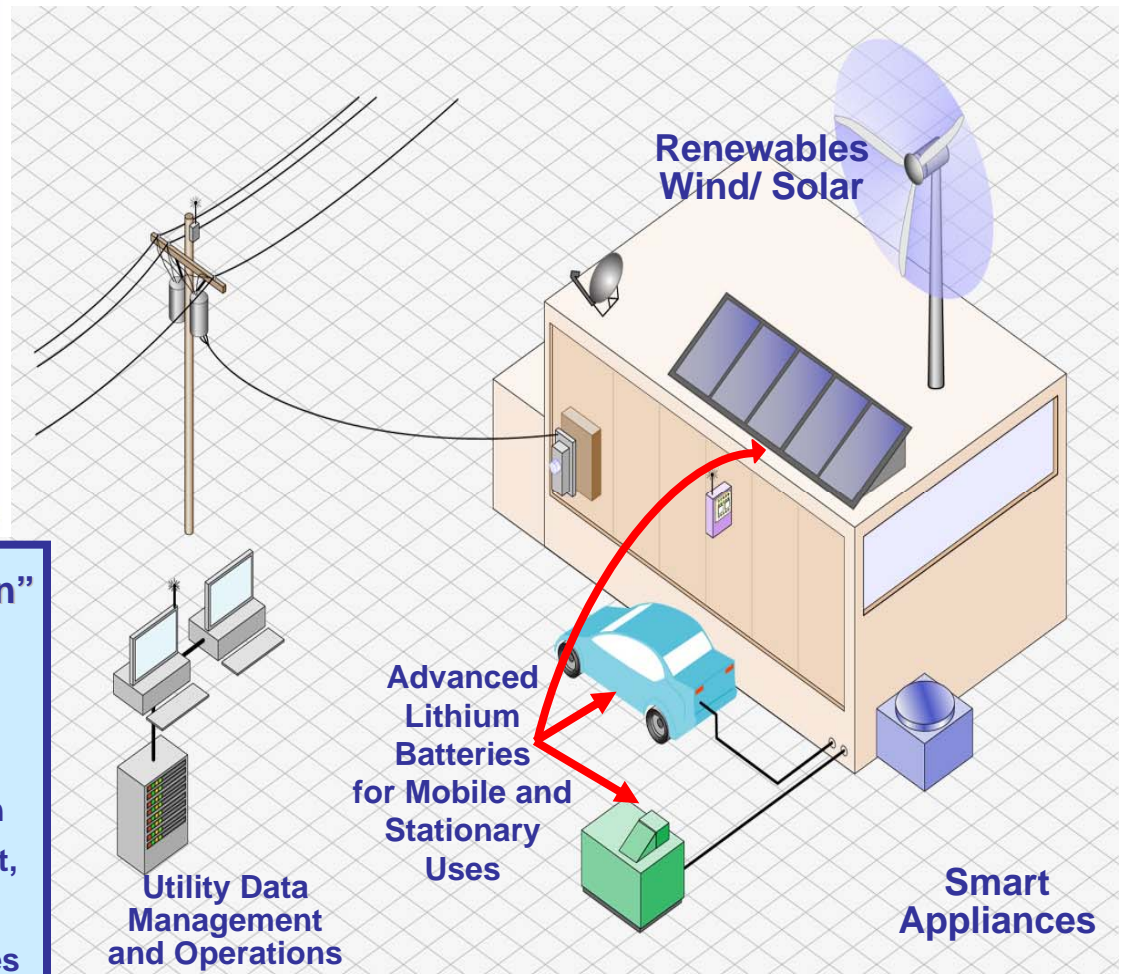 Renewables
Wind/ Solar
Advanced
Lithium
Batteries
for Mobile and
Stationary
Uses
Utility Data
Management
and Operations
Smart
Appliances